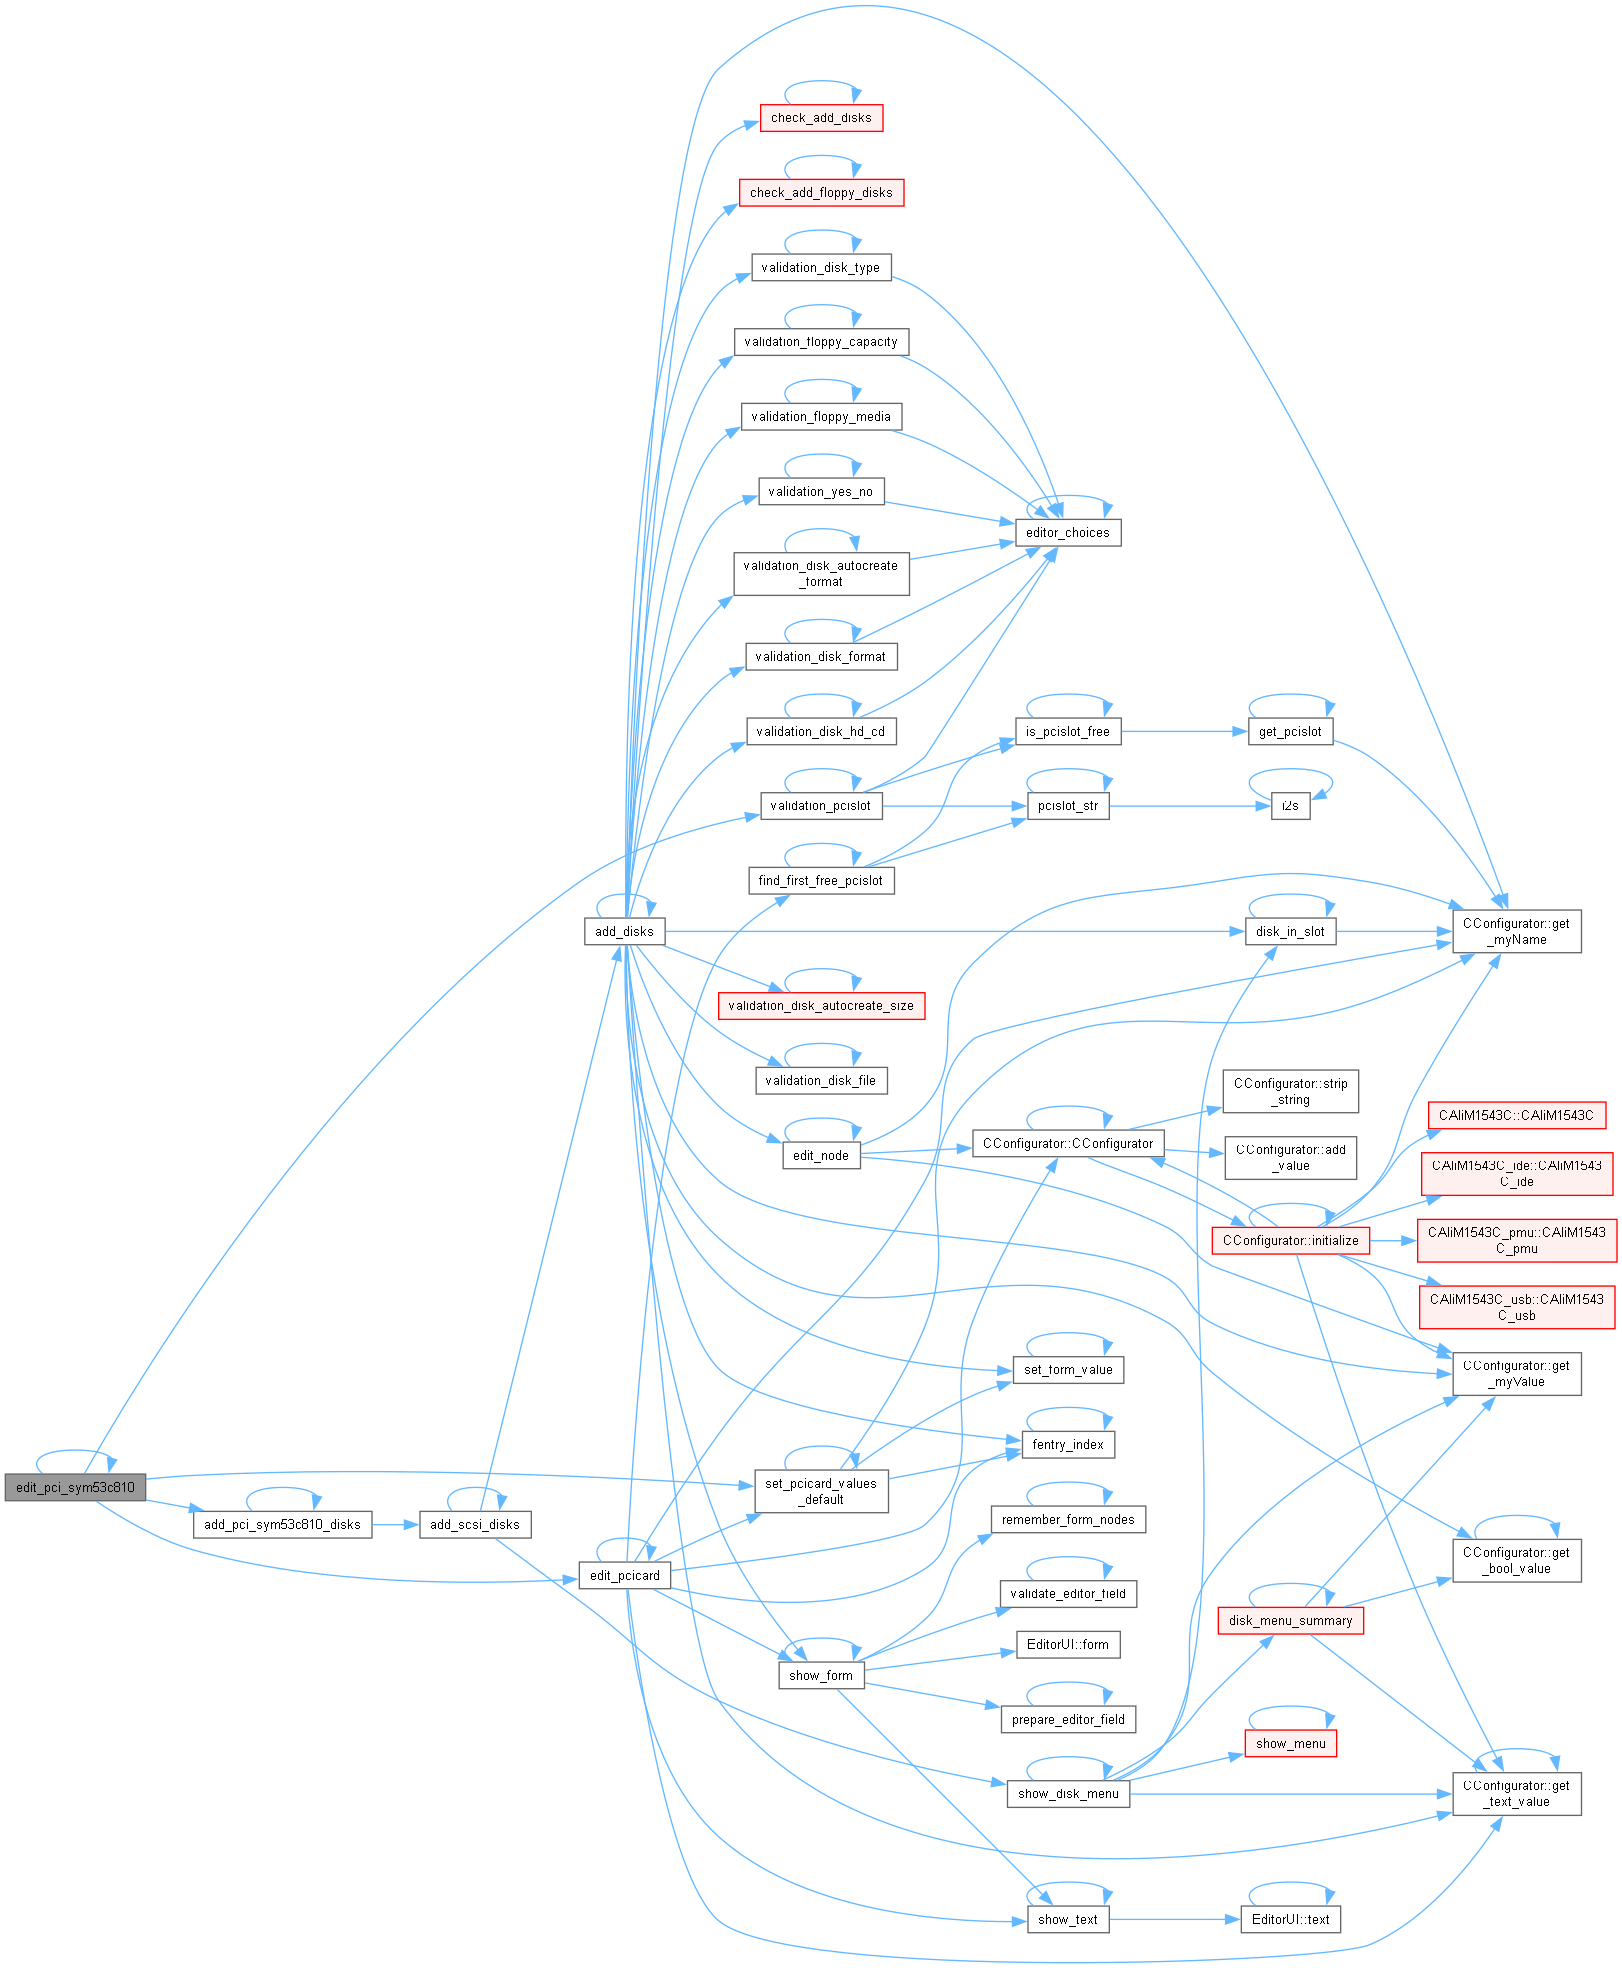 check_add_disks
check_add_floppy_disks
validation_disk_type
validation_floppy_capacity
validation_floppy_media
validation_yes_no
editor_choices
validation_disk_autocreate
_format
validation_disk_format
validation_disk_hd_cd
is_pcislot_free
get_pcislot
validation_pcislot
pcislot_str
i2s
find_first_free_pcislot
add_disks
disk_in_slot
CConfigurator::get
_myName
validation_disk_autocreate_size
validation_disk_file
CConfigurator::strip
_string
CAliM1543C::CAliM1543C
edit_node
CConfigurator::CConfigurator
CConfigurator::add
_value
CAliM1543C_ide::CAliM1543
C_ide
CConfigurator::initialize
CAliM1543C_pmu::CAliM1543
C_pmu
CAliM1543C_usb::CAliM1543
C_usb
set_form_value
CConfigurator::get
_myValue
fentry_index
edit_pci_sym53c810
set_pcicard_values
_default
add_pci_sym53c810_disks
add_scsi_disks
remember_form_nodes
edit_pcicard
validate_editor_field
CConfigurator::get
_bool_value
disk_menu_summary
EditorUI::form
show_form
prepare_editor_field
show_menu
show_disk_menu
CConfigurator::get
_text_value
show_text
EditorUI::text